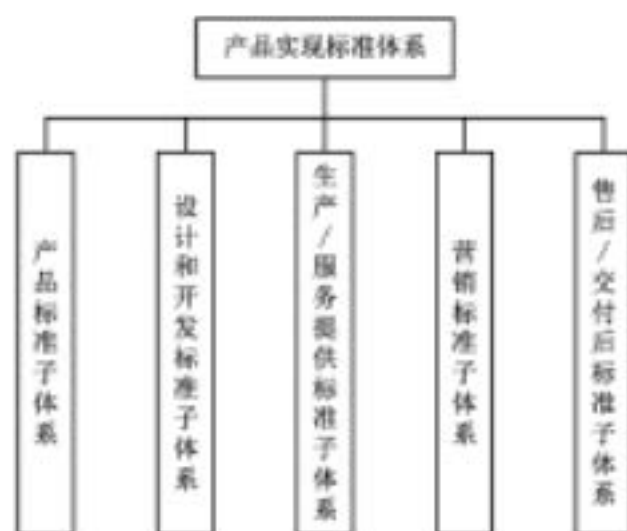 产品实现标准体系
产品标准子体系
设计和开发标准子体系
生产/服务提供标准子体系
营销标准子体系
售后/交付后标准子体系